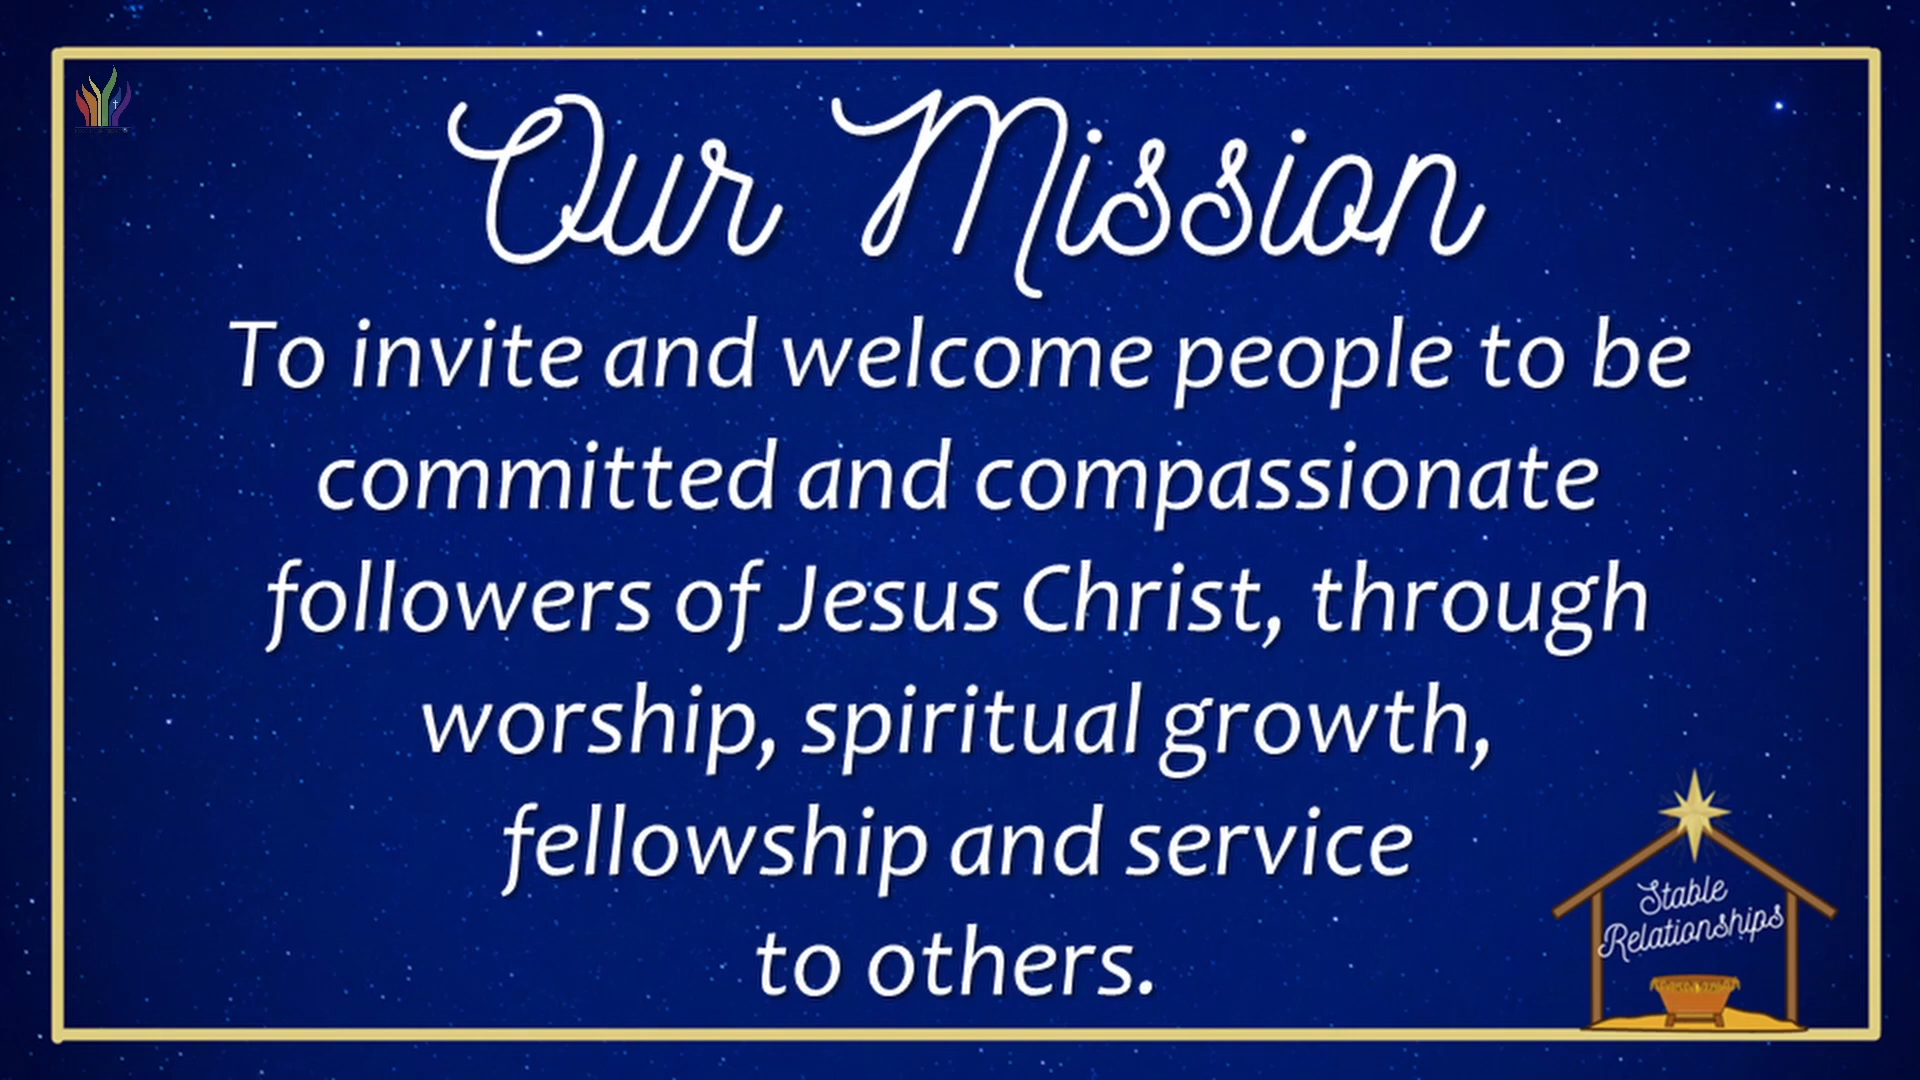 Our Mission
To invite and welcome people to be
committed and compassionate
followers of Jesus Christ, through
worship, spiritual growth,
fellowship and service
to others.
Stable
Relationships